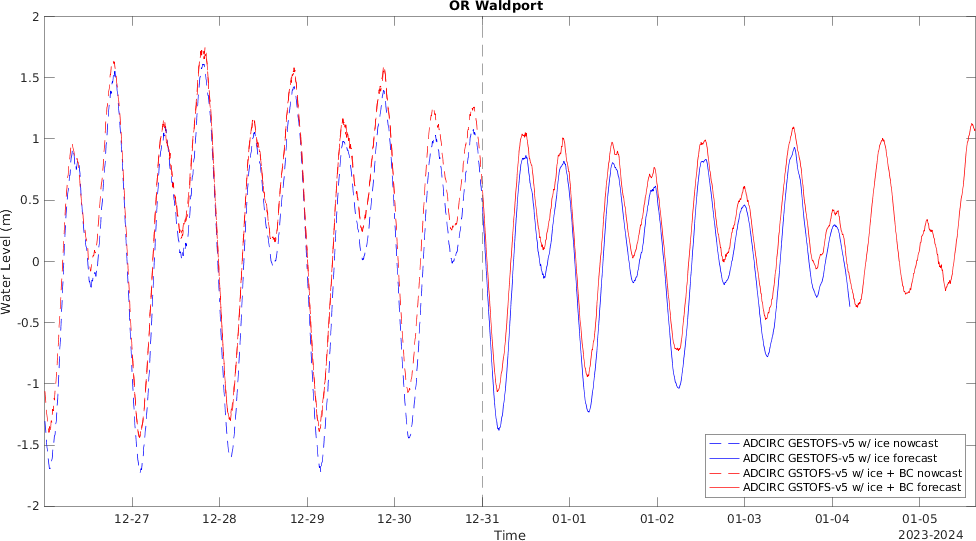 OR Waldport
2
1.5
1
0.5
0
-0.5
-1
-1.5
-2
Water Level (m)
12-27 12-28 12-29 12-30 12-31 01-01 01-02 01-03 01-04 01-05
Time
2023-2024
ADCIRC GESTOFS-v5 w/ ice nowcast
ADCIRC GESTOFS-v5 w/ ice forecast
ADCIRC GSTOFS-v5 w/ ice + BC nowcast
ADCIRC GSTOFS-v5 w/ ice + BC forecast